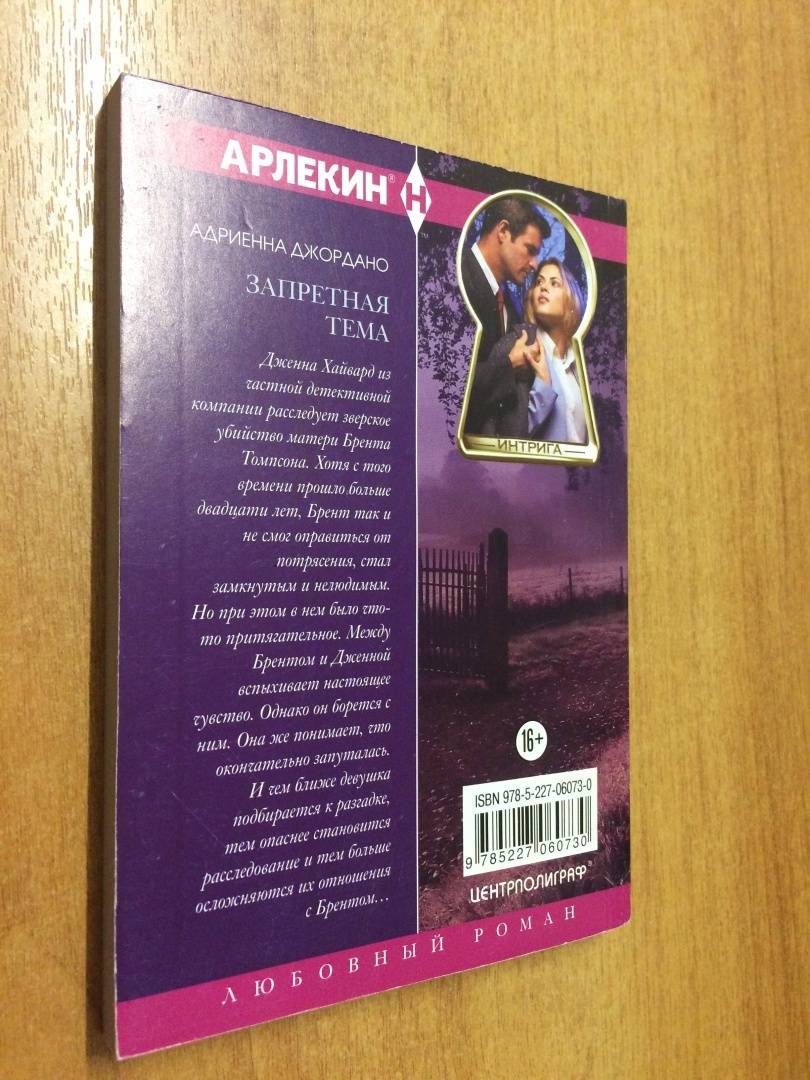 АРЛЕКИН®
H
™
АДРИЕННА ДЖОРДАНО
ЗАПРЕТНАЯ
ТЕМА
Дженна Хайвард из
частной детективной
компании расследует зверское
убийство матери Брента
Томпсона. Хотя с того
времени прошло больше
двадцати лет, Брент так и
не смог оправиться от
потрясения, стал
замкнутым и нелюдимым.
Но при этом в нем было что-
то притягательное. Между
Брентом и Дженной
вспыхивает настоящее
чувство. Однако он борется с
ним. Она же понимает, что
окончательно запуталась.
И чем ближе девушка
подбирается к разгадке,
тем опаснее становится
расследование и тем больше
осложняются их отношения
с Брентом...
ИНТРИГА
16+
ISBN 978-5-227-06073-0
9 785227 060730
ЦЕНТРПОЛИГРАФ®
ЛЮБОВНЫЙ РОМАН